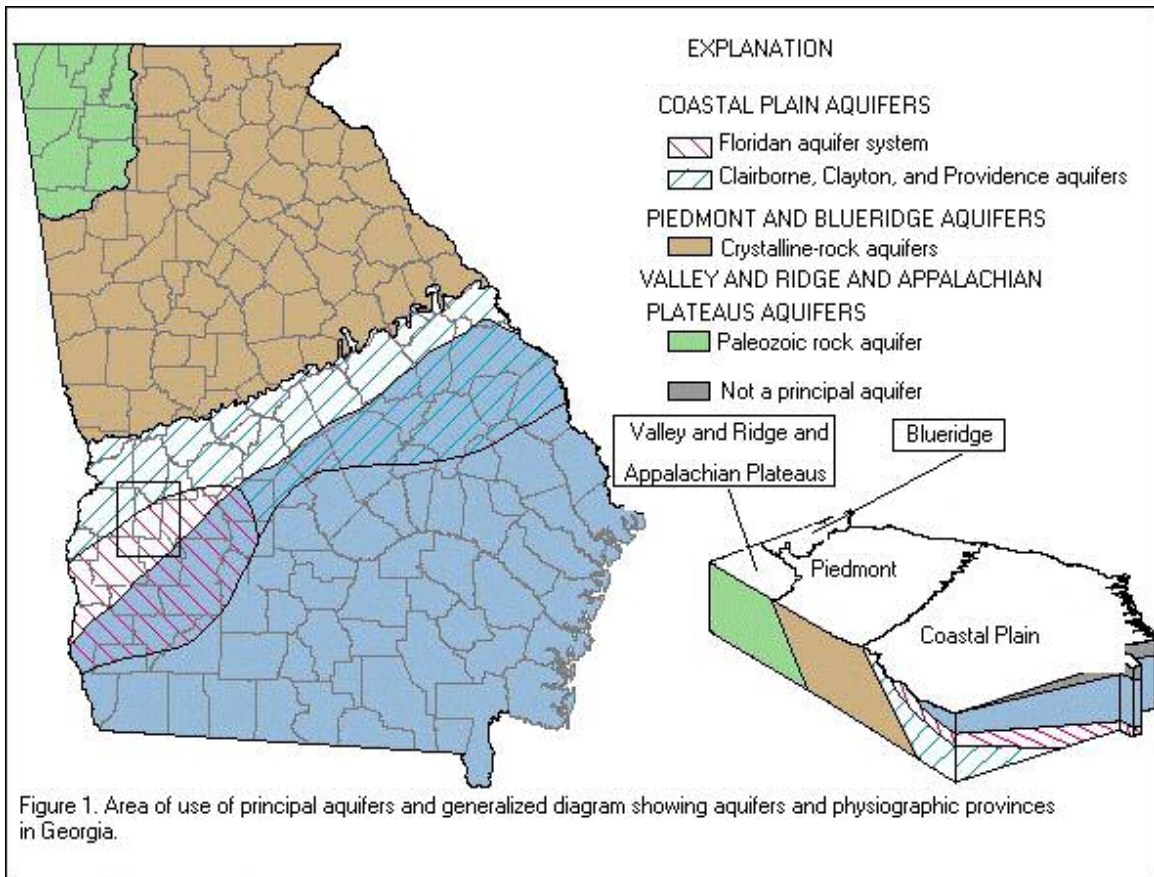 EXPLANATION
COASTAL PLAIN AQUIFERS
Floridan aquifer system
Clairborne, Clayton, and Providence aquifers
PIEDMONT AND BLUERIDGE AQUIFERS
Crystalline-rock aquifers
VALLEY AND RIDGE AND APPALACHIAN
PLATEAUS AQUIFERS
Paleozoic rock aquifer
Not a principal aquifer
Valley and Ridge and
Appalachian Plateaus
Blueridge
Piedmont
Coastal Plain
Figure 1. Area of use of principal aquifers and generalized diagram showing aquifers and physiographic provinces
in Georgia.